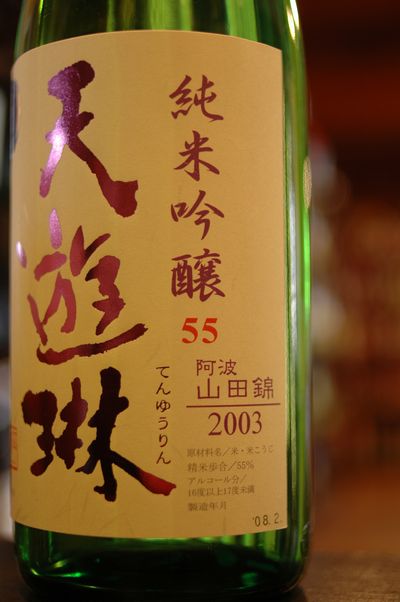 天遊琳
てんゆうりん
純米吟醸
55
阿波
山田錦
2003
原材料名／米・米こうじ
精米歩合／55%
アルコール分／
16度以上17度未満
製造年月
'08.2